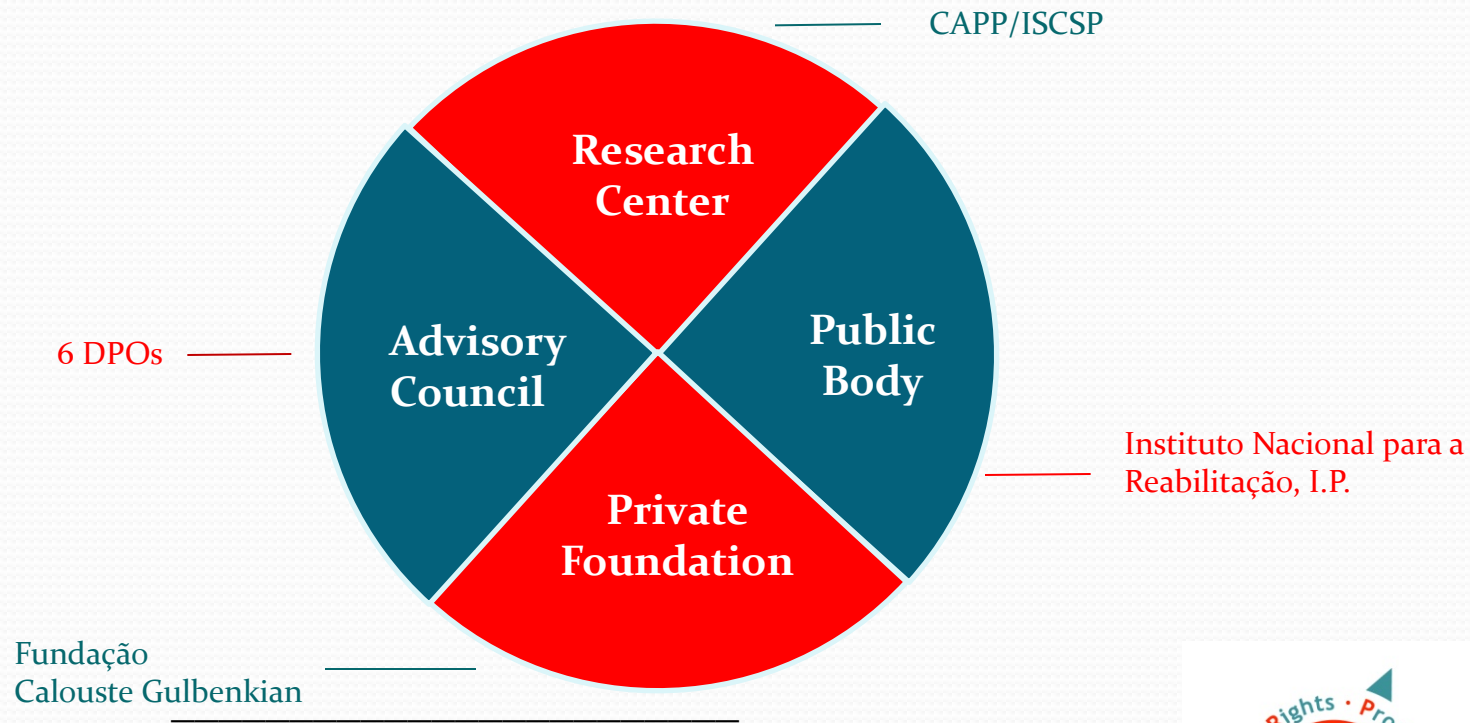 CAPP/ISCSP
Research
Center
Advisory
Council
Public
Body
6 DPOs
Instituto Nacional para a
Reabilitação, I.P.
Private
Foundation
Fundação
Calouste Gulbenkian